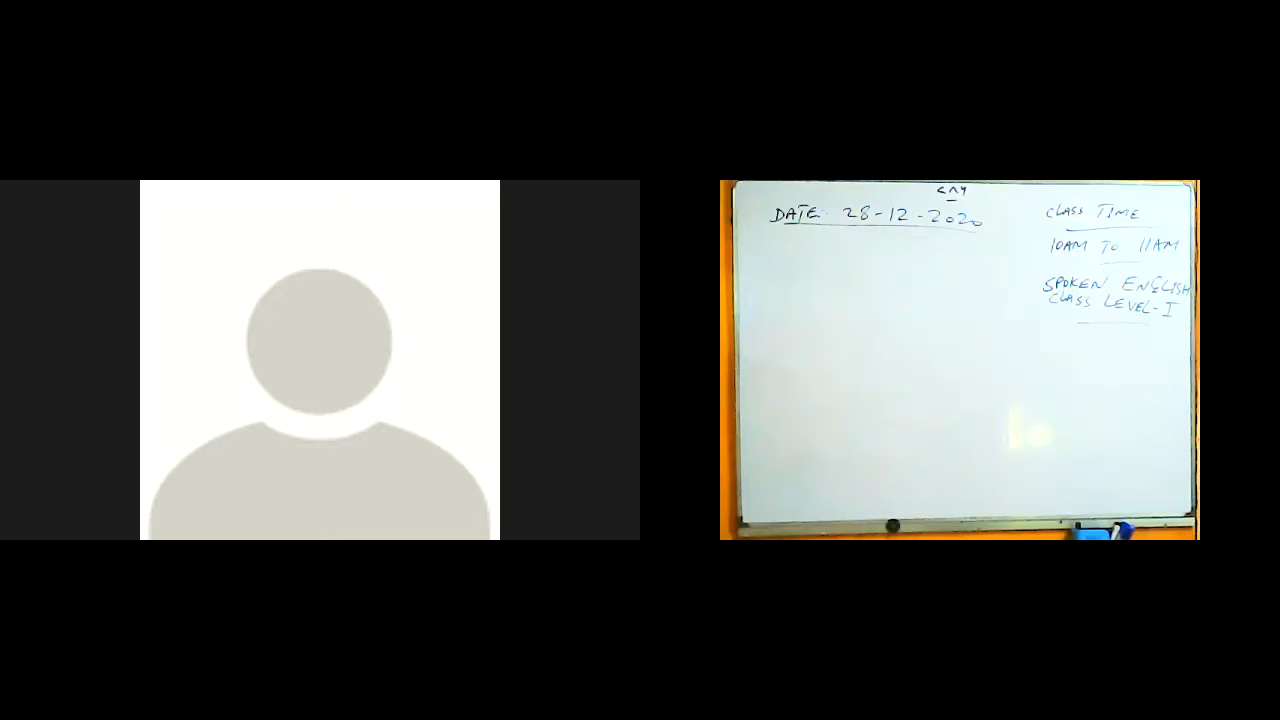 DATE: 28-12-2020
CLASS TIME
10AM TO 11AM
SPOKEN ENGLISH
CLASS LEVEL-I